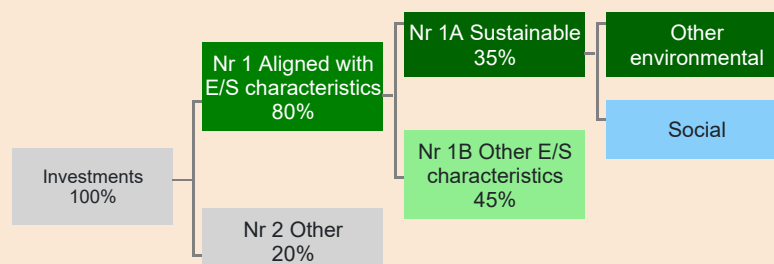 Nr 1 Aligned with
E/S characteristics
80%
Nr 1A Sustainable
35%
Other
environmental
Social
Investments
100%
Nr 1B Other E/S
characteristics
45%
Nr 2 Other
20%